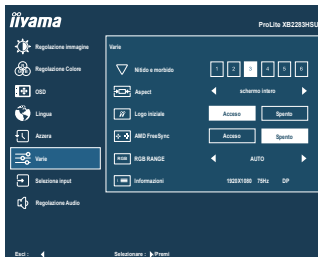 iiyama
ProLite XB2283HSU
Regolazione immagine
Regolazione Colore
OSD
Lingua
Azzera
Varie
Seleziona input
Regolazione Audio
Varie
Nitido e morbido 1 2 3 4 5 6
Aspect schermo intero
Logo iniziale Acceso Spento
AMD FreeSync Acceso Spento
RGB RGB RANGE AUTO
Informazioni 1920X1080 75Hz DP
Esci : Selezionare : Premi